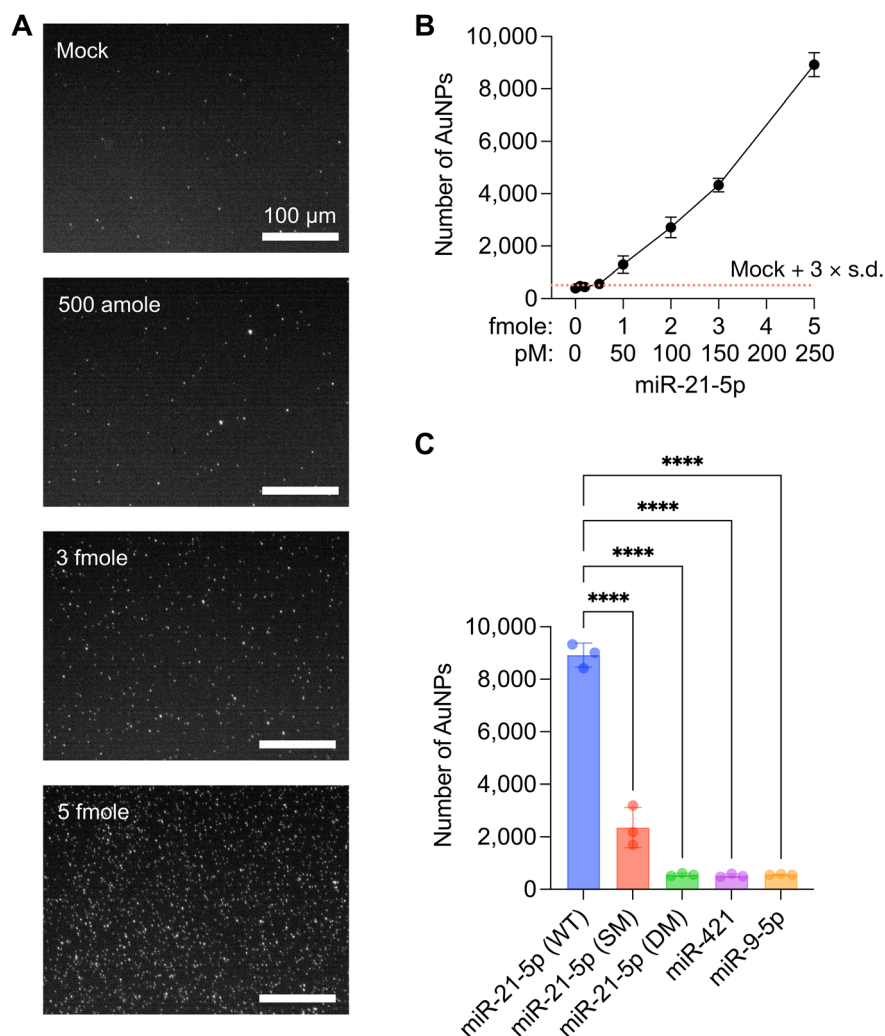 A
Mock
100 µm
500 amole
3 fmole
5 fmole
B
10,000
8,000
6,000
4,000
2,000
0
Number of AuNPs
Mock + 3 × s.d.
fmole: 0 1 2 3 4 5
pM: 0 50 100 150 200 250
miR-21-5p
C
****
****
****
****
10,000
8,000
6,000
4,000
2,000
0
Number of AuNPs
miR-21-5p (WT)
miR-21-5p (SM)
miR-21-5p (DM)
miR-421
miR-9-5p